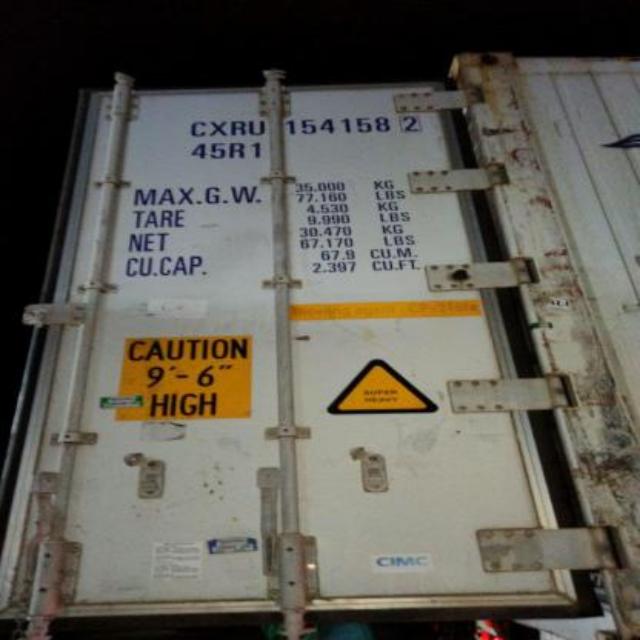 CXRU 154158 2
45R1
MAX.G.W. 35.000 KG
77.160 LBS
TARE 4.530 KG
9.990 LBS
NET 30.470 KG
67.170 LBS
CU.CAP. 67.9 CU.M.
2.397 CU.FT.
CAUTION
9'-6"
HIGH
SUPER
HEAVY
CIMC